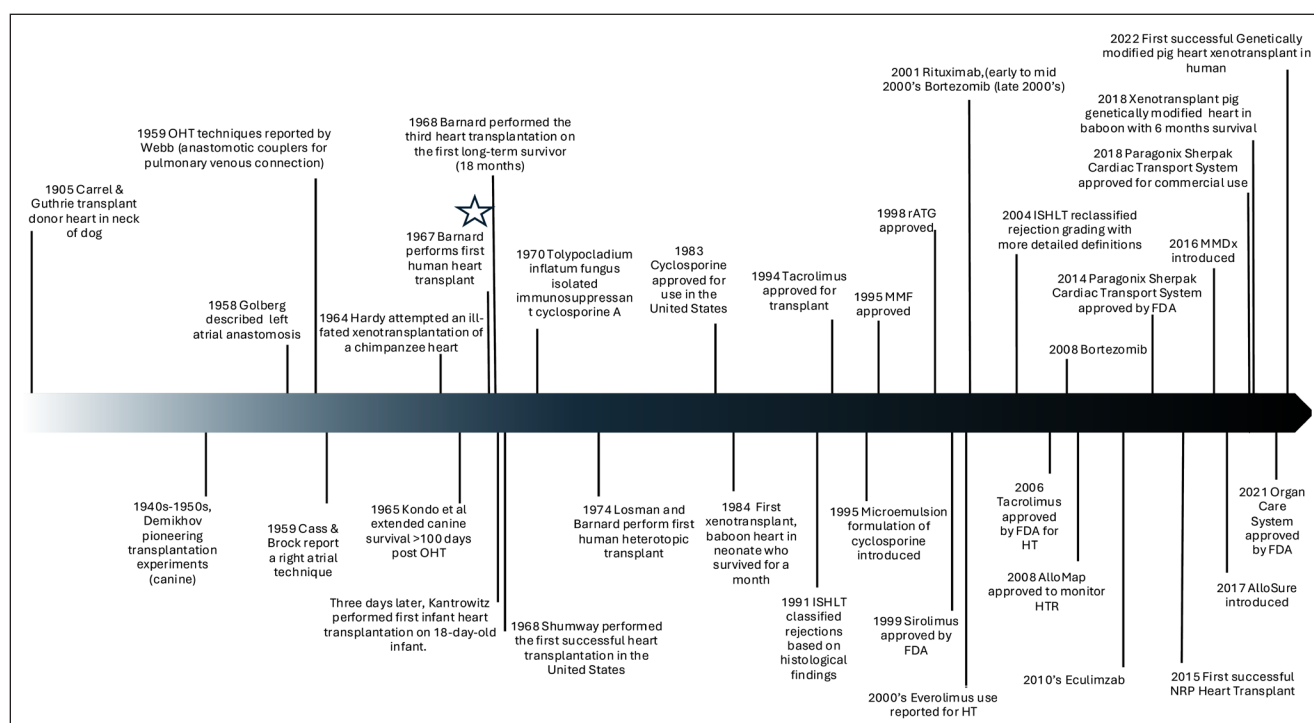 1905 Carrel &
Guthrie transplant
donor heart in neck
of dog
1959 OHT techniques reported by
Webb (anastomotic couplers for
pulmonary venous connection)
1958 Golberg
described left
atrial anastomosis
1964 Hardy attempted an ill-
fated xenotransplantation of
a chimpanzee heart
1967 Barnard
performs first
human heart
transplant
1968 Barnard performed the
third heart transplantation on
the first long-term survivor
(18 months)
1970 Tolypocladium
inflatum fungus
isolated
immunosuppressan
t cyclosporine A
1983
Cyclosporine
approved for
use in the
United States
1994 Tacrolimus
approved for
transplant
1995 MMF
approved
1998 rATG
approved
2001 Rituximab,(early to mid
2000's Bortezomib (late 2000's)
2004 ISHLT reclassified
rejection grading with
more detailed definitions
2008 Bortezomib
2014 Paragonix Sherpak
Cardiac Transport System
approved by FDA
2016 MMDx
introduced
2018 Paragonix Sherpak
Cardiac Transport System
approved for commercial use
2018 Xenotransplant pig
genetically modified heart in
baboon with 6 months survival
2022 First successful Genetically
modified pig heart xenotransplant in
human
1940s-1950s,
Demikhov
pioneering
transplantation
experiments
(canine)
1959 Cass &
Brock report
a right atrial
technique
1965 Kondo et al
extended canine
survival >100 days
post OHT
Three days later, Kantrowitz
performed first infant heart
transplantation on 18-day-old
infant.
1968 Shumway performed
the first successful heart
transplantation in the
United States
1974 Losman and
Barnard perform first
human heterotopic
transplant
1984 First
xenotransplant,
baboon heart in
neonate who
survived for a
month
1991 ISHLT
classified
rejections
based on
histological
findings
1995 Microemulsion
formulation of
cyclosporine
introduced
1999 Sirolimus
approved by
FDA
2000's Everolimus use
reported for HT
2006
Tacrolimus
approved
by FDA for
HT
2008 AlloMap
approved to monitor
HTR
2010's Eculimzab
2015 First successful
NRP Heart Transplant
2017 AlloSure
introduced
2021 Organ
Care
System
approved
by FDA